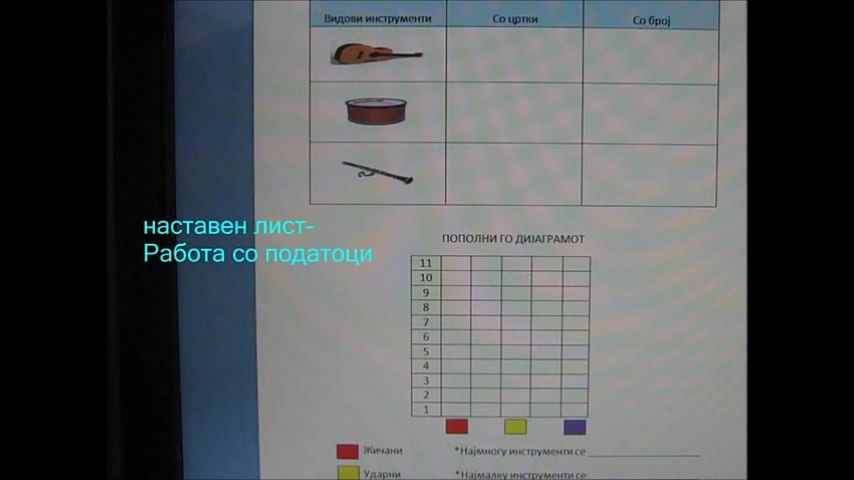 Видови инструменти Со цртки Со број
наставен лист-
Работа со податоци
ПОПОЛНИ ГО ДИЈАГРАМОТ
11
10
9
8
7
6
5
4
3
2
1
Жичани *Најмногу инструменти се
Ударни *Најмалку инструменти се